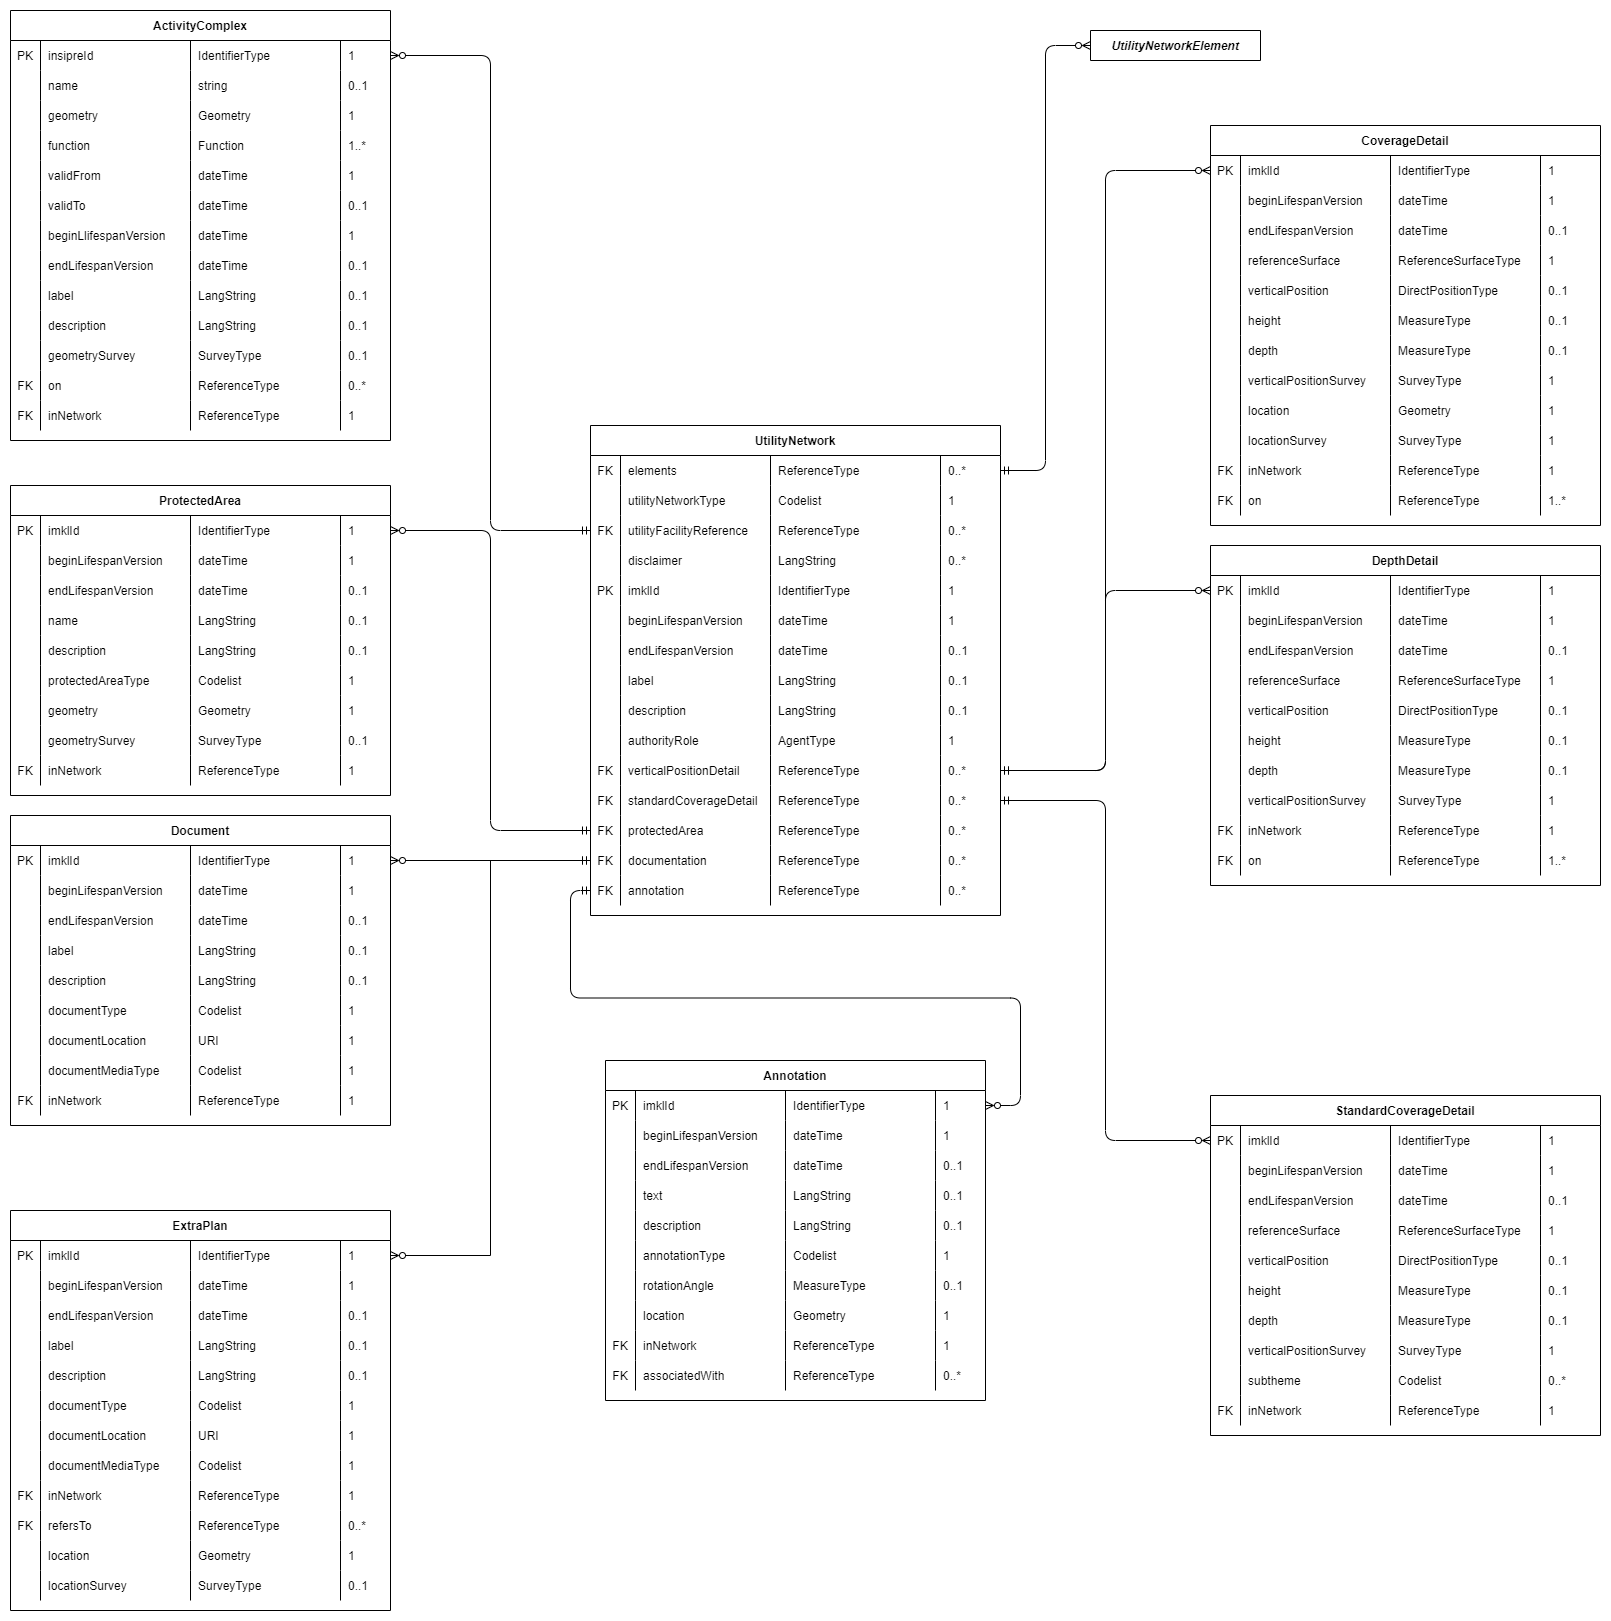 ActivityComplex
PK insipreId IdentifierType 1
name string 0..1
geometry Geometry 1
function Function 1..*
validFrom dateTime 1
validTo dateTime 0..1
beginLlifespanVersion dateTime 1
endLifespanVersion dateTime 0..1
label LangString 0..1
description LangString 0..1
geometrySurvey SurveyType 0..1
FK on ReferenceType 0..*
FK inNetwork ReferenceType 1
ProtectedArea
PK imklId IdentifierType 1
beginLifespanVersion dateTime 1
endLifespanVersion dateTime 0..1
name LangString 0..1
description LangString 0..1
protectedAreaType Codelist 1
geometry Geometry 1
geometrySurvey SurveyType 0..1
FK inNetwork ReferenceType 1
Document
PK imklId IdentifierType 1
beginLifespanVersion dateTime 1
endLifespanVersion dateTime 0..1
label LangString 0..1
description LangString 0..1
documentType Codelist 1
documentLocation URI 1
documentMediaType Codelist 1
FK inNetwork ReferenceType 1
ExtraPlan
PK imklId IdentifierType 1
beginLifespanVersion dateTime 1
endLifespanVersion dateTime 0..1
label LangString 0..1
description LangString 0..1
documentType Codelist 1
documentLocation URI 1
documentMediaType Codelist 1
FK inNetwork ReferenceType 1
FK refersTo ReferenceType 0..*
location Geometry 1
locationSurvey SurveyType 0..1
UtilityNetwork
FK elements ReferenceType 0..*
utilityNetworkType Codelist 1
FK utilityFacilityReference ReferenceType 0..*
disclaimer LangString 0..*
PK imklId IdentifierType 1
beginLifespanVersion dateTime 1
endLifespanVersion dateTime 0..1
label LangString 0..1
description LangString 0..1
authorityRole AgentType 1
FK verticalPositionDetail ReferenceType 0..*
FK standardCoverageDetail ReferenceType 0..*
FK protectedArea ReferenceType 0..*
FK documentation ReferenceType 0..*
FK annotation ReferenceType 0..*
Annotation
PK imklId IdentifierType 1
beginLifespanVersion dateTime 1
endLifespanVersion dateTime 0..1
text LangString 0..1
description LangString 0..1
annotationType Codelist 1
rotationAngle MeasureType 0..1
location Geometry 1
FK inNetwork ReferenceType 1
FK associatedWith ReferenceType 0..*
UtilityNetworkElement
CoverageDetail
PK imklId IdentifierType 1
beginLifespanVersion dateTime 1
endLifespanVersion dateTime 0..1
referenceSurface ReferenceSurfaceType 1
verticalPosition DirectPositionType 0..1
height MeasureType 0..1
depth MeasureType 0..1
verticalPositionSurvey SurveyType 1
location Geometry 1
locationSurvey SurveyType 1
FK inNetwork ReferenceType 1
FK on ReferenceType 1..*
DepthDetail
PK imklId IdentifierType 1
beginLifespanVersion dateTime 1
endLifespanVersion dateTime 0..1
referenceSurface ReferenceSurfaceType 1
verticalPosition DirectPositionType 0..1
height MeasureType 0..1
depth MeasureType 0..1
verticalPositionSurvey SurveyType 1
FK inNetwork ReferenceType 1
FK on ReferenceType 1..*
StandardCoverageDetail
PK imklId IdentifierType 1
beginLifespanVersion dateTime 1
endLifespanVersion dateTime 0..1
referenceSurface ReferenceSurfaceType 1
verticalPosition DirectPositionType 0..1
height MeasureType 0..1
depth MeasureType 0..1
verticalPositionSurvey SurveyType 1
subtheme Codelist 0..*
FK inNetwork ReferenceType 1